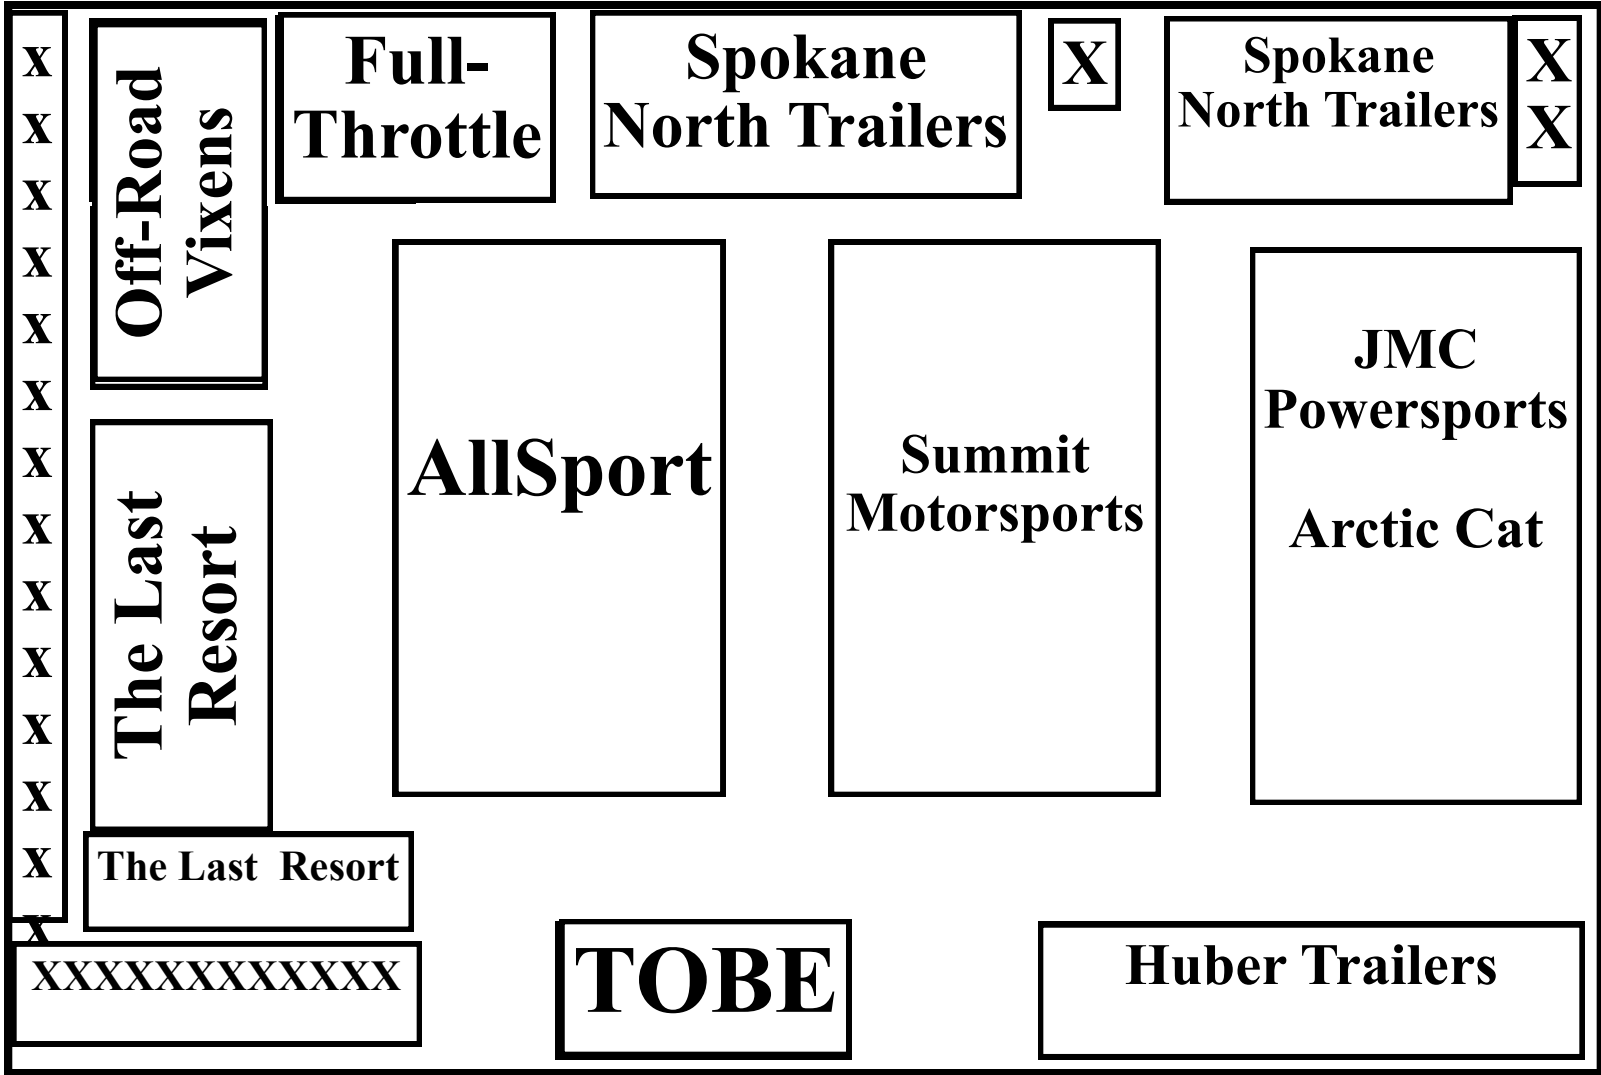 x
x
x
x
x
x
x
x
x
x
x
x
x
x
Off-Road
Vixens
Full-
Throttle
Spokane
North Trailers
X
Spokane
North Trailers
X
X
AllSport
Summit
Motorsports
JMC
Powersports
Arctic Cat
The Last
Resort
The Last  Resort
XXXXXXXXXXXX
TOBE
Huber Trailers